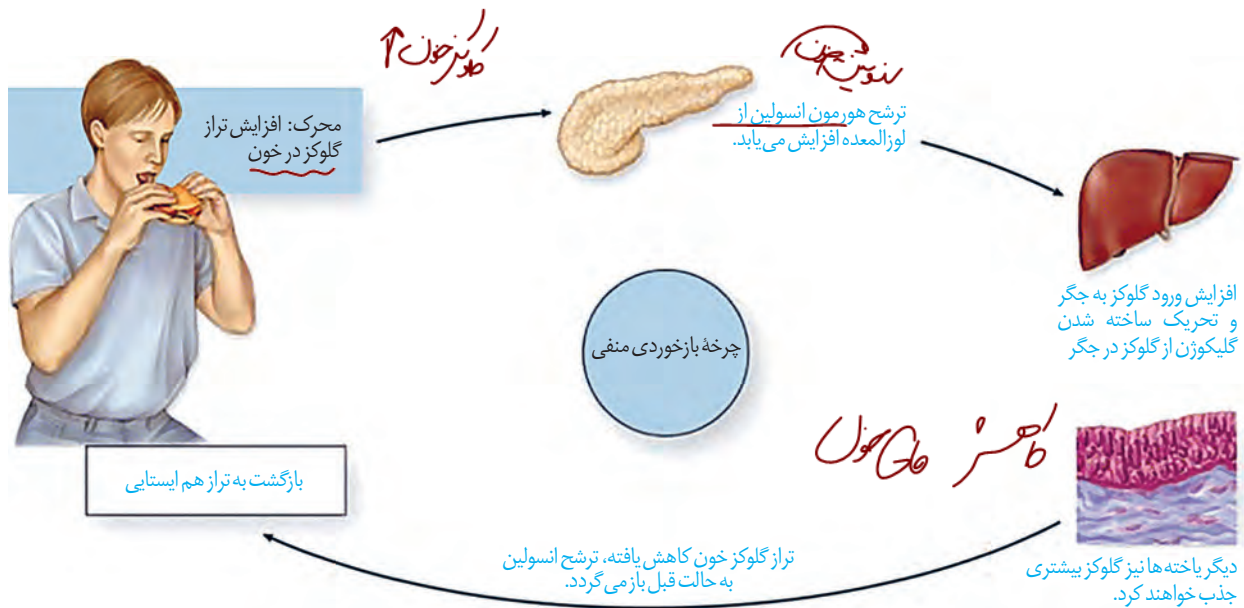 محرک: افزایش تراز
گلوکز در خون
ترشح هورمون انسولین از
لوزالمعده افزایش می‌یابد.
افزایش ورود گلوکز به جگر
و تحریک ساخته شدن
گلیکوژن از گلوکز در جگر
چرخهٔ بازخوردی منفی
دیگر یاخته‌ها نیز گلوکز بیشتری
جذب خواهند کرد.
تراز گلوکز خون کاهش یافته، ترشح انسولین
به حالت قبل باز می‌گردد.
بازگشت به تراز هم ایستایی
خون ↑
کاهش
خون